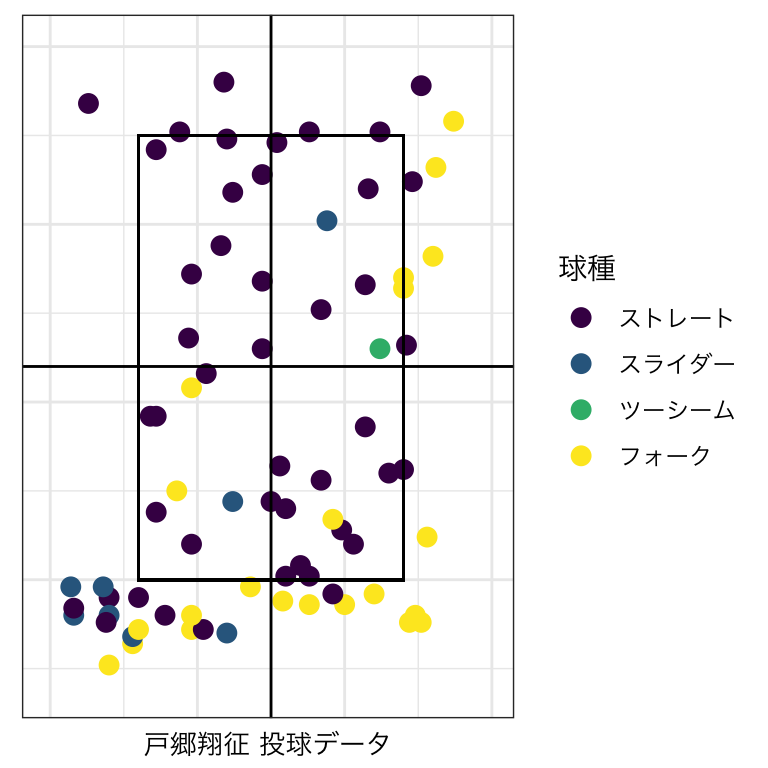 球種
ストレート
スライダー
ツーシーム
フォーク
戸郷翔征 投球データ